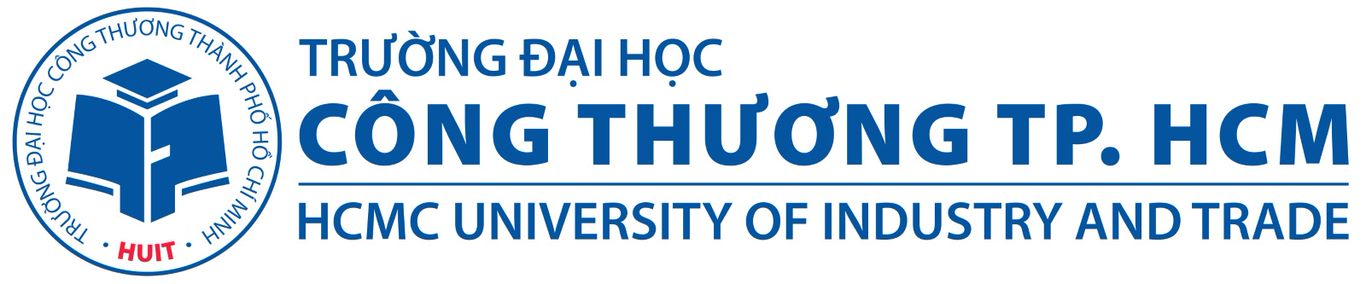 TRƯỜNG ĐẠI HỌC CÔNG THƯƠNG THÀNH PHỐ HỒ CHÍ MINH
• HUIT •
TRƯỜNG ĐẠI HỌC
CÔNG THƯƠNG TP. HCM
HCMC UNIVERSITY OF INDUSTRY AND TRADE